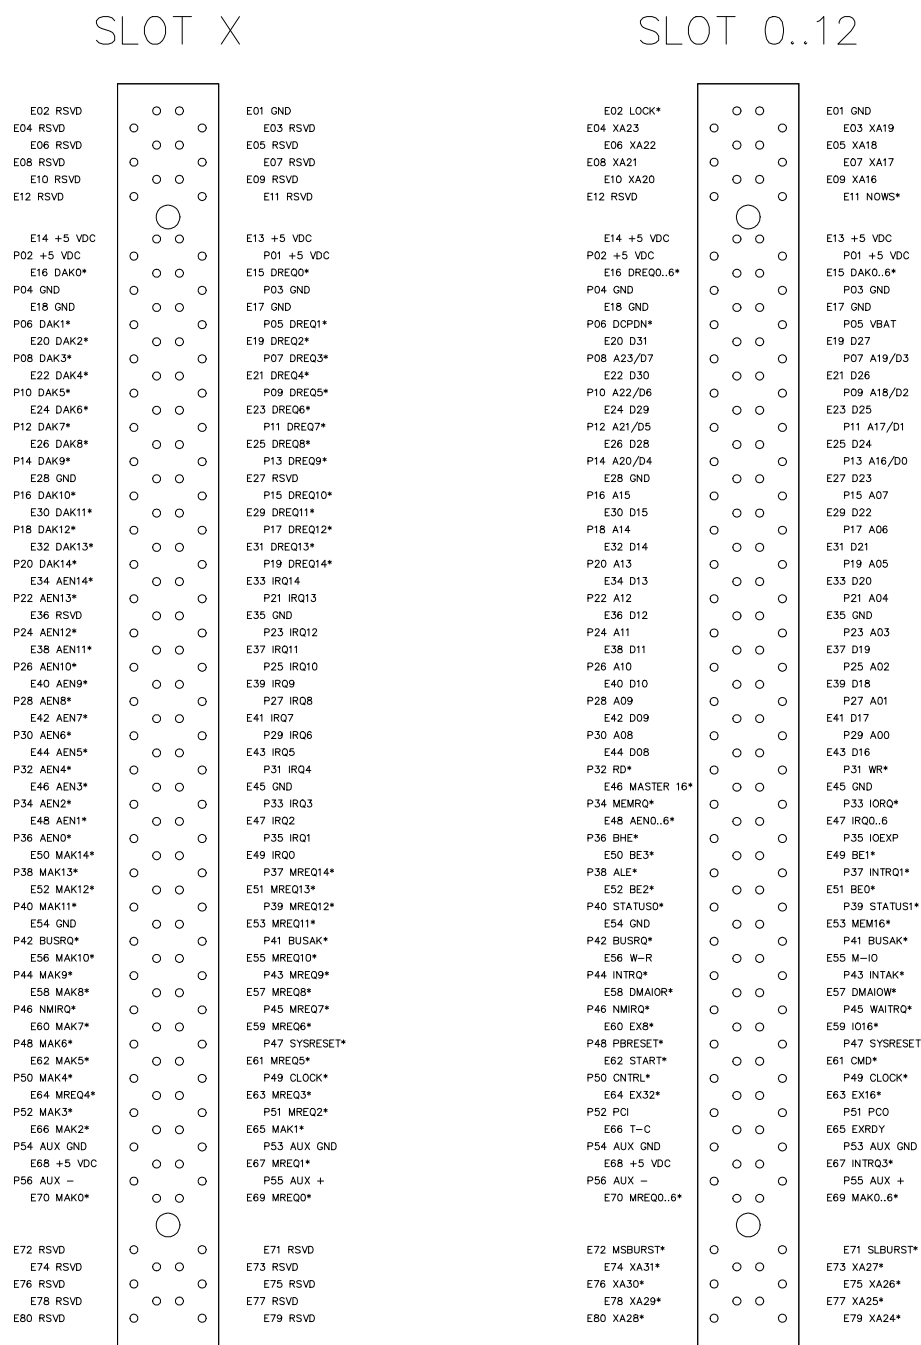 SLOT X
E02 RSVD
E04 RSVD
E06 RSVD
E08 RSVD
E10 RSVD
E12 RSVD
E14 +5 VDC
P02 +5 VDC
E16 DAK0*
P04 GND
E18 GND
P06 DAK1*
E20 DAK2*
P08 DAK3*
E22 DAK4*
P10 DAK5*
E24 DAK6*
P12 DAK7*
E26 DAK8*
P14 DAK9*
E28 GND
P16 DAK10*
E30 DAK11*
P18 DAK12*
E32 DAK13*
P20 DAK14*
E34 AEN14*
P22 AEN13*
E36 RSVD
P24 AEN12*
E38 AEN11*
P26 AEN10*
E40 AEN9*
P28 AEN8*
E42 AEN7*
P30 AEN6*
E44 AEN5*
P32 AEN4*
E46 AEN3*
P34 AEN2*
E48 AEN1*
P36 AEN0*
E50 MAK14*
P38 MAK13*
E52 MAK12*
P40 MAK11*
E54 GND
P42 BUSRQ*
E56 MAK10*
P44 MAK9*
E58 MAK8*
P46 NMIRQ*
E60 MAK7*
P48 MAK6*
E62 MAK5*
P50 MAK4*
E64 MREQ4*
P52 MAK3*
E66 MAK2*
P54 AUX GND
E68 +5 VDC
P56 AUX –
E70 MAK0*
E72 RSVD
E74 RSVD
E76 RSVD
E78 RSVD
E80 RSVD
E01 GND
E03 RSVD
E05 RSVD
E07 RSVD
E09 RSVD
E11 RSVD
E13 +5 VDC
P01 +5 VDC
E15 DREQ0*
P03 GND
E17 GND
P05 DREQ1*
E19 DREQ2*
P07 DREQ3*
E21 DREQ4*
P09 DREQ5*
E23 DREQ6*
P11 DREQ7*
E25 DREQ8*
P13 DREQ9*
E27 RSVD
P15 DREQ10*
E29 DREQ11*
P17 DREQ12*
E31 DREQ13*
P19 DREQ14*
E33 IRQ14
P21 IRQ13
E35 GND
P23 IRQ12
E37 IRQ11
P25 IRQ10
E39 IRQ9
P27 IRQ8
E41 IRQ7
P29 IRQ6
E43 IRQ5
P31 IRQ4
E45 GND
P33 IRQ3
E47 IRQ2
P35 IRQ1
E49 IRQ0
P37 MREQ14*
E51 MREQ13*
P39 MREQ12*
E53 MREQ11*
P41 BUSAK*
E55 MREQ10*
P43 MREQ9*
E57 MREQ8*
P45 MREQ7*
E59 MREQ6*
P47 SYSRESET*
E61 MREQ5*
P49 CLOCK*
E63 MREQ3*
P51 MREQ2*
E65 MAK1*
P53 AUX GND
E67 MREQ1*
P55 AUX +
E69 MREQ0*
E71 RSVD
E73 RSVD
E75 RSVD
E77 RSVD
E79 RSVD
SLOT 0..12
E02 LOCK*
E04 XA23
E06 XA22
E08 XA21
E10 XA20
E12 RSVD
E14 +5 VDC
P02 +5 VDC
E16 DREQ0..6*
P04 GND
E18 GND
P06 DCPDN*
E20 D31
P08 A23/D7
E22 D30
P10 A22/D6
E24 D29
P12 A21/D5
E26 D28
P14 A20/D4
E28 GND
P16 A15
E30 D15
P18 A14
E32 D14
P20 A13
E34 D13
P22 A12
E36 D12
P24 A11
E38 D11
P26 A10
E40 D10
P28 A09
E42 D09
P30 A08
E44 D08
P32 RD*
E46 MASTER 16*
P34 MEMRQ*
E48 AEN0..6*
P36 BHE*
E50 BE3*
P38 ALE*
E52 BE2*
P40 STATUS0*
E54 GND
P42 BUSRQ*
E56 W–R
P44 INTRQ*
E58 DMAIOR*
P46 NMIRQ*
E60 EX8*
P48 PBRESET*
E62 START*
P50 CNTRL*
E64 EX32*
P52 PCI
E66 T–C
P54 AUX GND
E68 +5 VDC
P56 AUX –
E70 MREQ0..6*
E72 MSBURST*
E74 XA31*
E76 XA30*
E78 XA29*
E80 XA28*
E01 GND
E03 XA19
E05 XA18
E07 XA17
E09 XA16
E11 NOWS*
E13 +5 VDC
P01 +5 VDC
E15 DAK0..6*
P03 GND
E17 GND
P05 VBAT
E19 D27
P07 A19/D3
E21 D26
P09 A18/D2
E23 D25
P11 A17/D1
E25 D24
P13 A16/D0
E27 D23
P15 A07
E29 D22
P17 A06
E31 D21
P19 A05
E33 D20
P21 A04
E35 GND
P23 A03
E37 D19
P25 A02
E39 D18
P27 A01
E41 D17
P29 A00
E43 D16
P31 WR*
E45 GND
P33 IORQ*
E47 IRQ0..6
P35 IOEXP
E49 BE1*
P37 INTRQ1*
E51 BE0*
P39 STATUS1*
E53 MEM16*
P41 BUSAK*
E55 M–IO
P43 INTAK*
E57 DMAIOW*
P45 WAITRQ*
E59 IO16*
P47 SYSRESET
E61 CMD*
P49 CLOCK*
E63 EX16*
P51 PCO
E65 EXRDY
P53 AUX GND
E67 INTRQ3*
P55 AUX +
E69 MAK0..6*
E71 SLBURST*
E73 XA27*
E75 XA26*
E77 XA25*
E79 XA24*